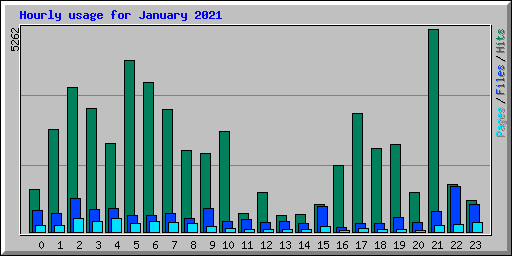 Hourly usage for January 2021
5262
Pages / Files / Hits
0 1 2 3 4 5 6 7 8 9 10 11 12 13 14 15 16 17 18 19 20 21 22 23